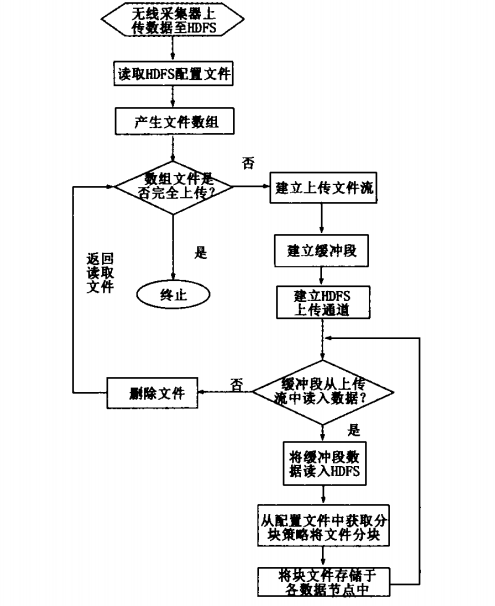 无线采集器上
传数据至HDFS
读取HDFS配置文件
产生文件数组
数组文件是
否完全上传？
否
建立上传文件流
是
终止
返回
读取
文件
建立缓冲段
建立HDFS
上传通道
缓冲段从上传
流中读入数据？
否
删除文件
是
将缓冲段数
据读入HDFS
从配置文件中获取分
块策略将文件分块
将块文件存储于
各数据节点中